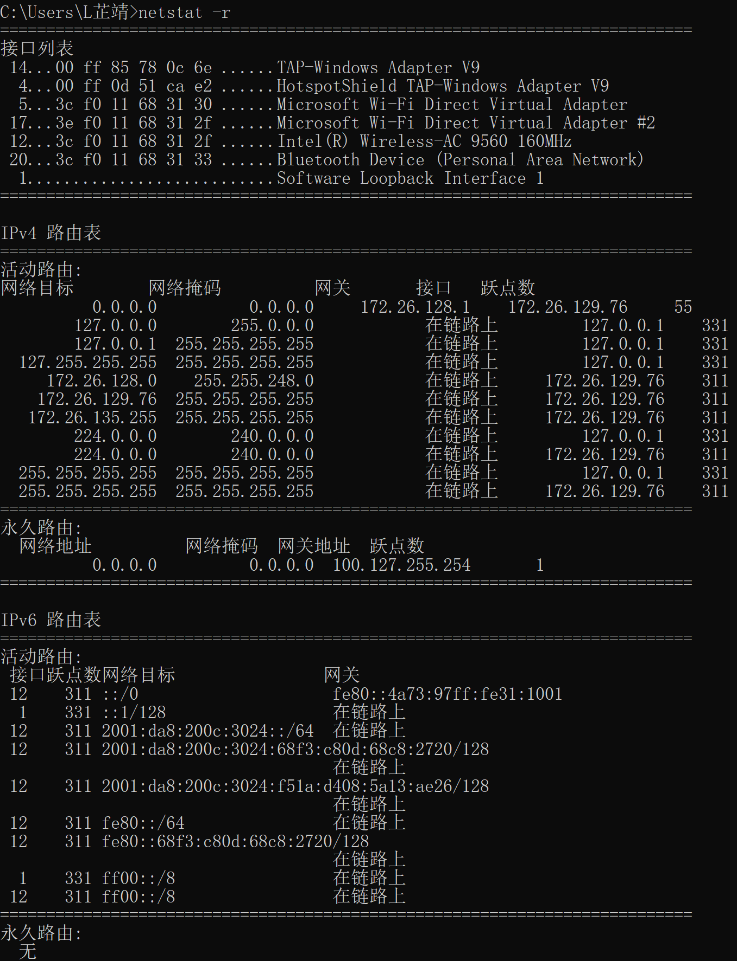 C:\Users\L芷靖>netstat -r
===========================================================================
接口列表
 14...00 ff 85 78 0c 6e ......TAP-Windows Adapter V9
  4...00 ff 0d 51 ca e2 ......HotspotShield TAP-Windows Adapter V9
  5...3c f0 11 68 31 30 ......Microsoft Wi-Fi Direct Virtual Adapter
 17...3e f0 11 68 31 2f ......Microsoft Wi-Fi Direct Virtual Adapter #2
 12...3c f0 11 68 31 2f ......Intel(R) Wireless-AC 9560 160MHz
 20...3c f0 11 68 31 33 ......Bluetooth Device (Personal Area Network)
  1...........................Software Loopback Interface 1
===========================================================================
IPv4 路由表
===========================================================================
活动路由:
网络目标        网络掩码          网关       接口   跃点数
          0.0.0.0          0.0.0.0     172.26.128.1    172.26.129.76     55
        127.0.0.0        255.0.0.0            在链路上         127.0.0.1    331
        127.0.0.1  255.255.255.255            在链路上         127.0.0.1    331
  127.255.255.255  255.255.255.255            在链路上         127.0.0.1    331
     172.26.128.0    255.255.248.0            在链路上     172.26.129.76    311
    172.26.129.76  255.255.255.255            在链路上     172.26.129.76    311
   172.26.135.255  255.255.255.255            在链路上     172.26.129.76    311
        224.0.0.0        240.0.0.0            在链路上         127.0.0.1    331
        224.0.0.0        240.0.0.0            在链路上     172.26.129.76    311
  255.255.255.255  255.255.255.255            在链路上         127.0.0.1    331
  255.255.255.255  255.255.255.255            在链路上     172.26.129.76    311
===========================================================================
永久路由:
  网络地址          网络掩码  网关地址  跃点数
          0.0.0.0          0.0.0.0  100.127.255.254       1
===========================================================================
IPv6 路由表
===========================================================================
活动路由:
 接口跃点数网络目标                网关
 12    311 ::/0                     fe80::4a73:97ff:fe31:1001
  1    331 ::1/128                  在链路上
 12    311 2001:da8:200c:3024::/64  在链路上
 12    311 2001:da8:200c:3024:68f3:c80d:68c8:2720/128
                                    在链路上
 12    311 2001:da8:200c:3024:f51a:d408:5a13:ae26/128
                                    在链路上
 12    311 fe80::/64                在链路上
 12    311 fe80::68f3:c80d:68c8:2720/128
                                    在链路上
  1    331 ff00::/8                 在链路上
 12    311 ff00::/8                 在链路上
===========================================================================
永久路由:
  无